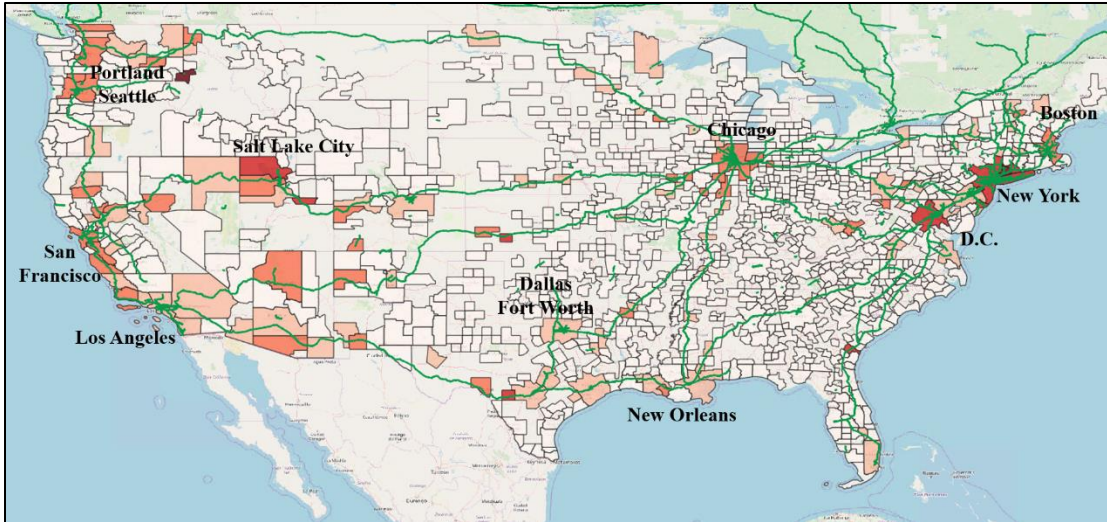 Portland
Seattle
Boston
Chicago
Salt Lake City
New York
D.C.
San
Francisco
Dallas
Fort Worth
Los Angeles
New Orleans